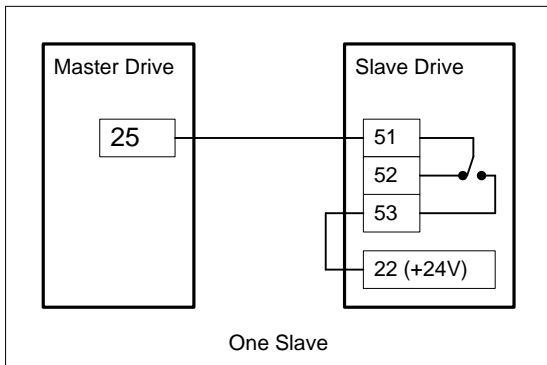 Master Drive
Slave Drive
25
51
52
53
22 (+24V)
One Slave